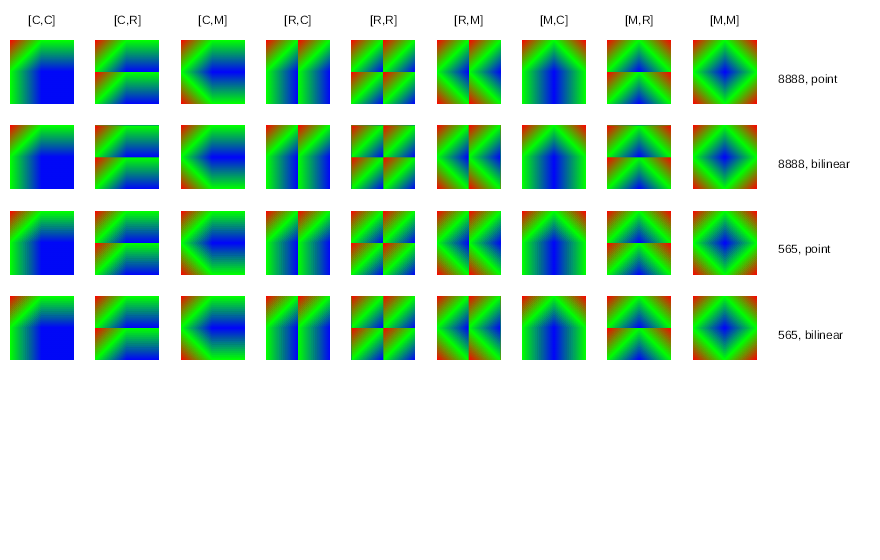 [C,C] [C,R] [C,M] [R,C] [R,R] [R,M] [M,C] [M,R] [M,M]
8888, point
8888, bilinear
565, point
565, bilinear